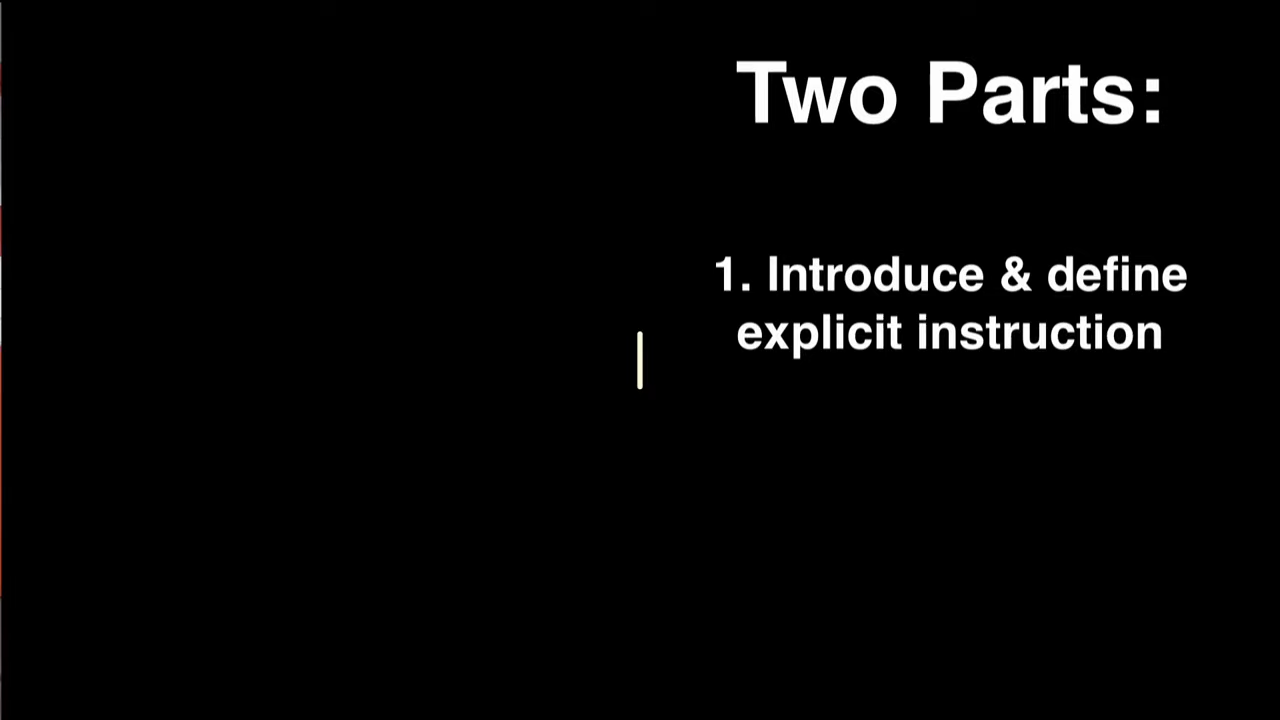 Two Parts:
1. Introduce & define
explicit instruction